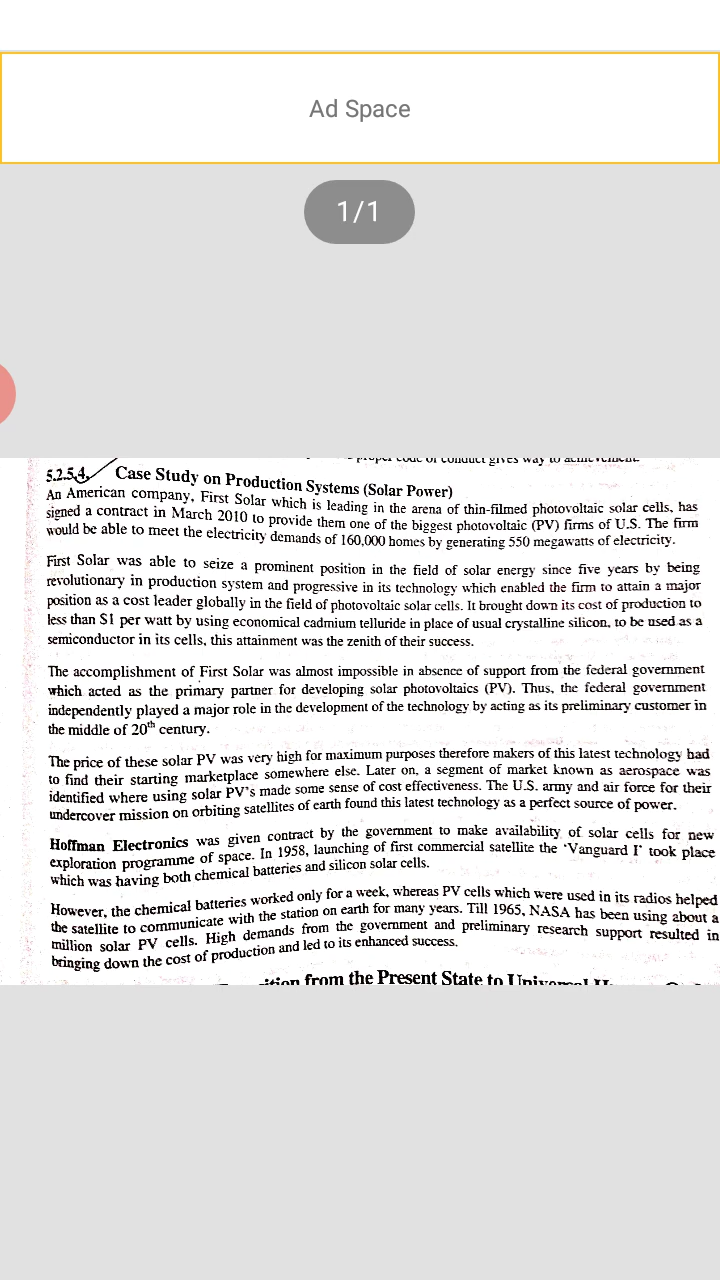 Ad Space
1/1
proper code of conduct gives way to achievement.
5.2.5.4. Case Study on Production Systems (Solar Power)
An American company, First Solar which is leading in the arena of thin-filmed photovoltaic solar cells, has
signed a contract in March 2010 to provide them one of the biggest photovoltaic (PV) firms of U.S. The firm
would be able to meet the electricity demands of 160,000 homes by generating 550 megawatts of electricity.
First Solar was able to seize a prominent position in the field of solar energy since five years by being
revolutionary in production system and progressive in its technology which enabled the firm to attain a major
position as a cost leader globally in the field of photovoltaic solar cells. It brought down its cost of production to
less than $1 per watt by using economical cadmium telluride in place of usual crystalline silicon, to be used as a
semiconductor in its cells, this attainment was the zenith of their success.
The accomplishment of First Solar was almost impossible in absence of support from the federal government
which acted as the primary partner for developing solar photovoltaics (PV). Thus, the federal government
independently played a major role in the development of the technology by acting as its preliminary customer in
the middle of 20th century.
The price of these solar PV was very high for maximum purposes therefore makers of this latest technology had
to find their starting marketplace somewhere else. Later on, a segment of market known as aerospace was
identified where using solar PV's made some sense of cost effectiveness. The U.S. army and air force for their
undercover mission on orbiting satellites of earth found this latest technology as a perfect source of power.
Hoffman Electronics was given contract by the government to make availability of solar cells for new
exploration programme of space. In 1958, launching of first commercial satellite the 'Vanguard I' took place
which was having both chemical batteries and silicon solar cells.
However, the chemical batteries worked only for a week, whereas PV cells which were used in its radios helped
the satellite to communicate with the station on earth for many years. Till 1965, NASA has been using about a
million solar PV cells. High demands from the government and preliminary research support resulted in
bringing down the cost of production and led to its enhanced success.
from the Present State to